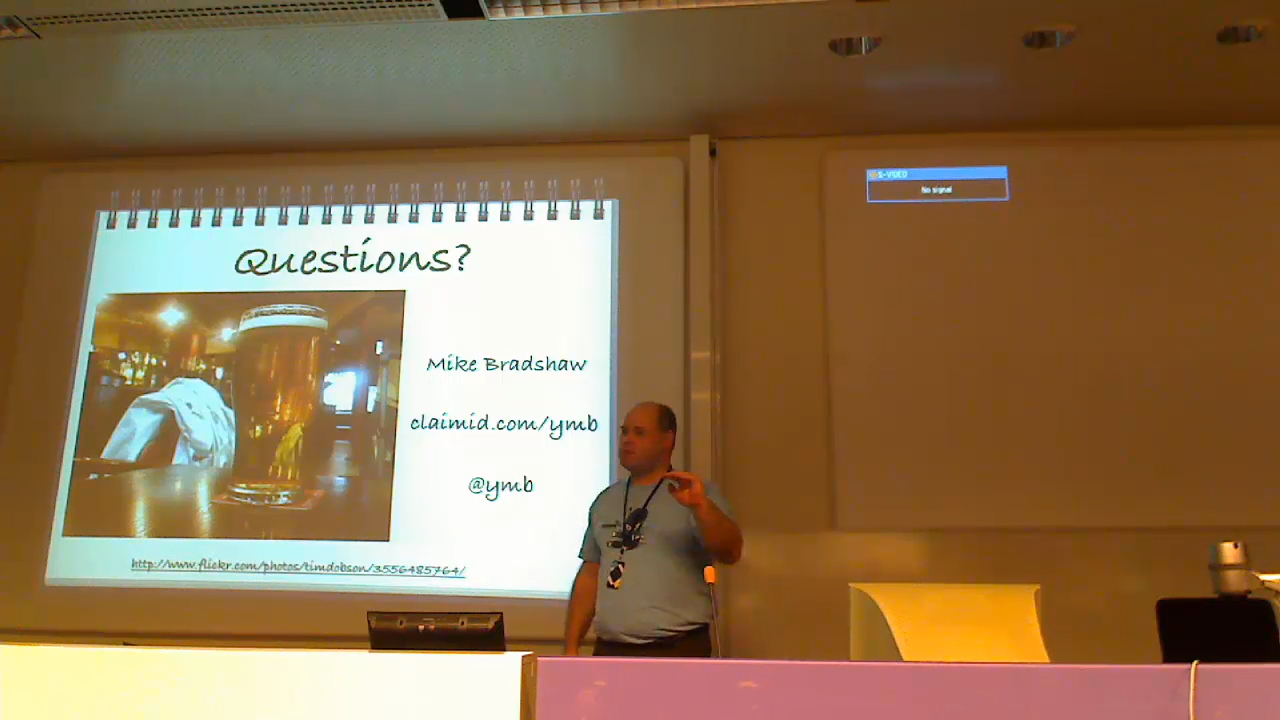 Questions?
Mike Bradshaw
claimid.com/ymb
@ymb
http://www.flickr.com/photos/timdobson/3556485764/
S-VIDEO
No signal